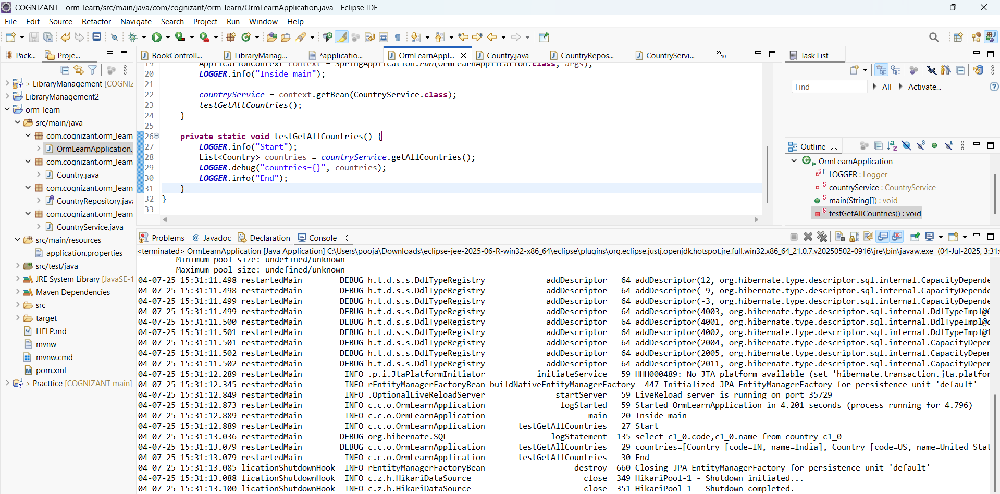 COGNIZANT - orm-learn/src/main/java/com/cognizant/orm_learn/OrmLearnApplication.java - Eclipse IDE
File Edit Source Refactor Navigate Search Project Run Window Help
Pack... Proje...
> LibraryManagement [COGNIZ
LibraryManagement2
orm-learn
src/main/java
com.cognizant.orm_learn
OrmLearnApplication.
com.cognizant.orm_learn
Country.java
com.cognizant.orm_learn
CountryRepository.java
com.cognizant.orm_learn
CountryService.java
src/main/resources
application.properties
src/test/java
JRE System Library [JavaSE-1
Maven Dependencies
src
target
HELP.md
mvnw
mvnw.cmd
pom.xml
> Practtice [COGNIZANT main]
BookControll... LibraryManag... *applicatio... OrmLearnAppl... Country.java CountryRepos... CountryServi... »10
19 ApplicationContext context = SpringApplication.run(OrmLearnApplication.class, args);
20 LOGGER.info("Inside main");
21
22 countryService = context.getBean(CountryService.class);
23 testGetAllCountries();
24 }
25
26 private static void testGetAllCountries() {
27 LOGGER.info("Start");
28 List<Country> countries = countryService.getAllCountries();
29 LOGGER.debug("countries={}", countries);
30 LOGGER.info("End");
31 }
32 }
33
Task List
Find All Activate...
Outline
OrmLearnApplication
LOGGER : Logger
countryService : CountryService
main(String[]) : void
testGetAllCountries() : void
Problems Javadoc Declaration Console
<terminated> OrmLearnApplication [Java Application] C:\Users\pooja\Downloads\eclipse-jee-2025-06-R-win32-x86_64\eclipse\plugins\org.eclipse.justj.openjdk.hotspot.jre.full.win32.x86_64_21.0.7.v20250502-0916\jre\bin\javaw.exe (04-Jul-2025, 3:31:
Minimum pool size: undefined/unknown
Maximum pool size: undefined/unknown
04-07-25 15:31:11.498 restartedMain DEBUG h.t.d.s.s.DdlTypeRegistry addDescriptor 64 addDescriptor(12, org.hibernate.type.descriptor.sql.internal.CapacityDepende
04-07-25 15:31:11.498 restartedMain DEBUG h.t.d.s.s.DdlTypeRegistry addDescriptor 64 addDescriptor(-9, org.hibernate.type.descriptor.sql.internal.CapacityDepende
04-07-25 15:31:11.499 restartedMain DEBUG h.t.d.s.s.DdlTypeRegistry addDescriptor 64 addDescriptor(-3, org.hibernate.type.descriptor.sql.internal.CapacityDepende
04-07-25 15:31:11.499 restartedMain DEBUG h.t.d.s.s.DdlTypeRegistry addDescriptor 64 addDescriptor(4003, org.hibernate.type.descriptor.sql.internal.DdlTypeImpl@6
04-07-25 15:31:11.500 restartedMain DEBUG h.t.d.s.s.DdlTypeRegistry addDescriptor 64 addDescriptor(4001, org.hibernate.type.descriptor.sql.internal.DdlTypeImpl@
04-07-25 15:31:11.501 restartedMain DEBUG h.t.d.s.s.DdlTypeRegistry addDescriptor 64 addDescriptor(4002, org.hibernate.type.descriptor.sql.internal.DdlTypeImpl@1
04-07-25 15:31:11.501 restartedMain DEBUG h.t.d.s.s.DdlTypeRegistry addDescriptor 64 addDescriptor(2004, org.hibernate.type.descriptor.sql.internal.CapacityDepen
04-07-25 15:31:11.502 restartedMain DEBUG h.t.d.s.s.DdlTypeRegistry addDescriptor 64 addDescriptor(2005, org.hibernate.type.descriptor.sql.internal.CapacityDepen
04-07-25 15:31:11.502 restartedMain DEBUG h.t.d.s.s.DdlTypeRegistry addDescriptor 64 addDescriptor(2011, org.hibernate.type.descriptor.sql.internal.CapacityDepen
04-07-25 15:31:12.289 restartedMain INFO .p.i.JtaPlatformInitiator initiateService 59 HHH000489: No JTA platform available (set 'hibernate.transaction.jta.platfor
04-07-25 15:31:12.345 restartedMain INFO rEntityManagerFactoryBean buildNativeEntityManagerFactory 447 Initialized JPA EntityManagerFactory for persistence unit 'default'
04-07-25 15:31:12.849 restartedMain INFO .OptionalLiveReloadServer startServer 59 LiveReload server is running on port 35729
04-07-25 15:31:12.873 restartedMain INFO c.c.o.OrmLearnApplication logStarted 59 Started OrmLearnApplication in 4.201 seconds (process running for 4.796)
04-07-25 15:31:12.889 restartedMain INFO c.c.o.OrmLearnApplication main 20 Inside main
04-07-25 15:31:12.889 restartedMain INFO c.c.o.OrmLearnApplication testGetAllCountries 27 Start
04-07-25 15:31:13.036 restartedMain DEBUG org.hibernate.SQL logStatement 135 select c1_0.code,c1_0.name from country c1_0
04-07-25 15:31:13.079 restartedMain DEBUG c.c.o.OrmLearnApplication testGetAllCountries 29 countries=[Country [code=IN, name=India], Country [code=US, name=United Stat
04-07-25 15:31:13.079 restartedMain INFO c.c.o.OrmLearnApplication testGetAllCountries 30 End
04-07-25 15:31:13.085 licationShutdownHook INFO rEntityManagerFactoryBean destroy 660 Closing JPA EntityManagerFactory for persistence unit 'default'
04-07-25 15:31:13.088 licationShutdownHook INFO c.z.h.HikariDataSource close 349 HikariPool-1 - Shutdown initiated...
04-07-25 15:31:13.100 licationShutdownHook INFO c.z.h.HikariDataSource close 351 HikariPool-1 - Shutdown completed.